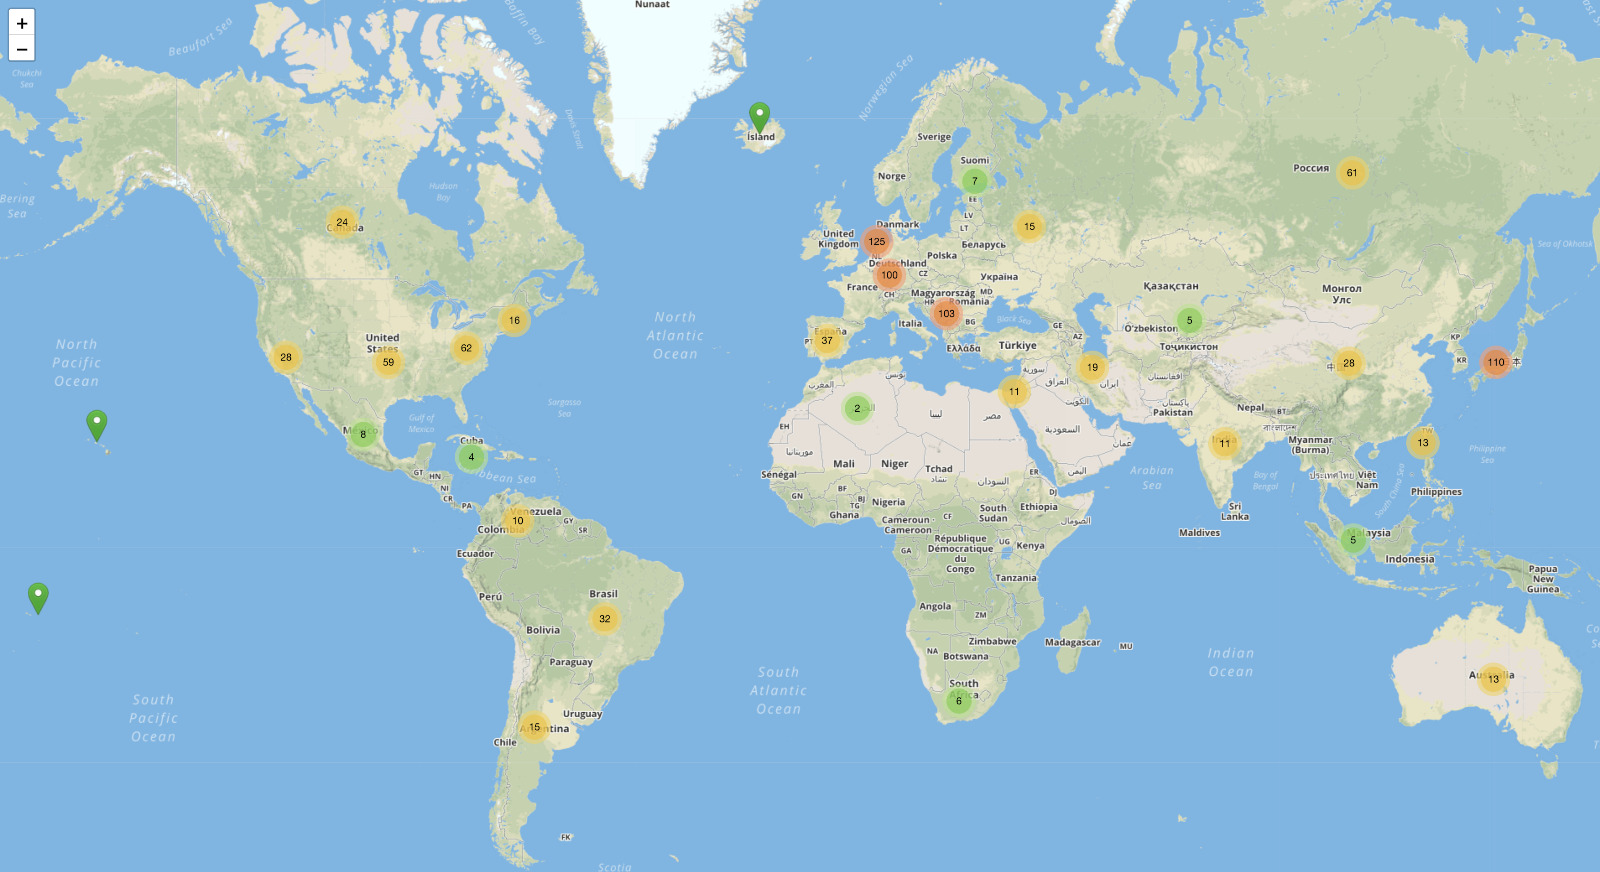 +
−
Nunaat
Beaufort Sea
Baffin Bay
Chukchi
Sea
Davis Strait
Norwegian Sea
Ísland
Sverige
Suomi
7
Norge
EE
LV
LT
Россия
61
Bering
Sea
Hudson
Bay
24
Canada
United
Kingdom
Danmark
125
NL
15
Беларусь
Sea of Okhotsk
Deutschland
Polska
100
CZ
Україна
France
CH
Magyarország
MD
HR
România
103
BG
Italia
Black Sea
GE
AZ
Қазақстан
Монгол
Улс
5
O'zbekiston
Тоҷикистон
16
North
Atlantic
Ocean
North
Pacific
Ocean
28
United
States
59
62
España
PT
37
Ελλάδα
Türkiye
19
ایران
سوريا
العراق
الكويت
افغانستان
پاکستان
Pakistan
28
中
KP
KR
110
本
Sargasso
Sea
Gulf of
Mexico
8
Cuba
4
Caribbean Sea
GT
HN
NI
CR
PA
تونس
المغرب
2
ليبيا
مصر
11
السعودية
عمان
اليمن
EH
موريتانيا
Mali
Niger
Tchad
تشاد
السودان
ER
DJ
Nepal
BT
বাংলাদেশ
11
Myanmar
(Burma)
TW
13
Philippine
Sea
Arabian
Sea
Bay of
Bengal
ประเทศไทย
Việt
Nam
South China Sea
Philippines
Sénégal
GN
BF
BJ
TG
Ghana
Nigeria
Cameroun
Cameroon
CF
South
Sudan
Ethiopia
الصومال
Sri
Lanka
Maldives
Venezuela
10
Colombia
GY
SR
Ecuador
GA
République
Démocratique
du
Congo
UG
Kenya
Tanzania
5
Malaysia
Indonesia
Papua
New
Guinea
Perú
Brasil
32
Bolivia
Paraguay
Angola
ZM
Zimbabwe
NA
Botswana
Madagascar
MU
South
Africa
6
South
Pacific
Ocean
South
Atlantic
Ocean
Indian
Ocean
Australia
13
Uruguay
15
Argentina
Chile
FK
Scotia